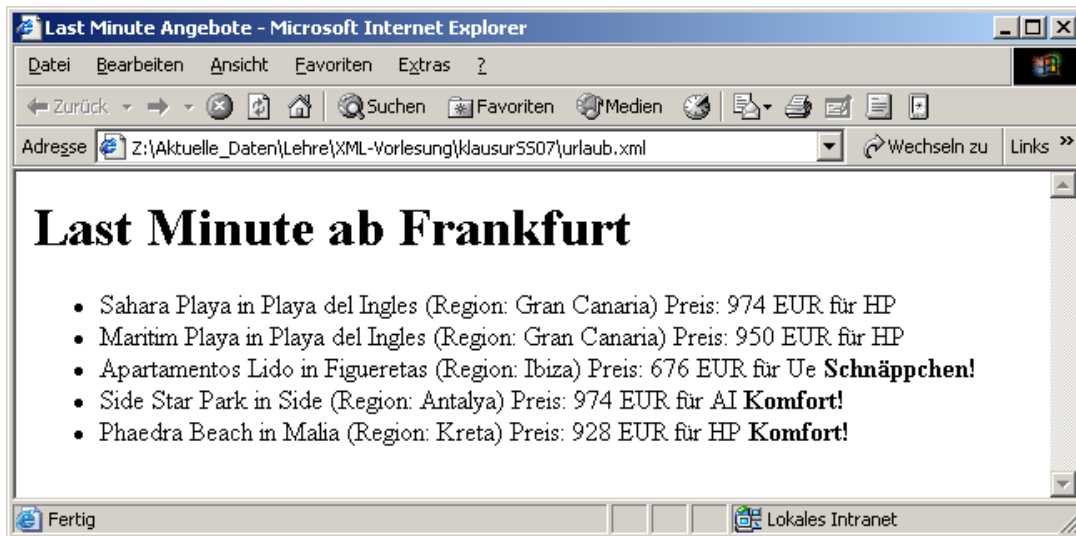 Last Minute Angebote - Microsoft Internet Explorer
Datei Bearbeiten Ansicht Favoriten Extras ?
Zurück Suchen Favoriten Medien
Adresse Z:\Aktuelle_Daten\Lehre\XML-Vorlesung\klausurSS07\urlaub.xml Wechseln zu Links »
Last Minute ab Frankfurt
• Sahara Playa in Playa del Ingles (Region: Gran Canaria) Preis: 974 EUR für HP
• Maritim Playa in Playa del Ingles (Region: Gran Canaria) Preis: 950 EUR für HP
• Apartamentos Lido in Figueretas (Region: Ibiza) Preis: 676 EUR für Ue Schnäppchen!
• Side Star Park in Side (Region: Antalya) Preis: 974 EUR für AI Komfort!
• Phaedra Beach in Malia (Region: Kreta) Preis: 928 EUR für HP Komfort!
Fertig Lokales Intranet